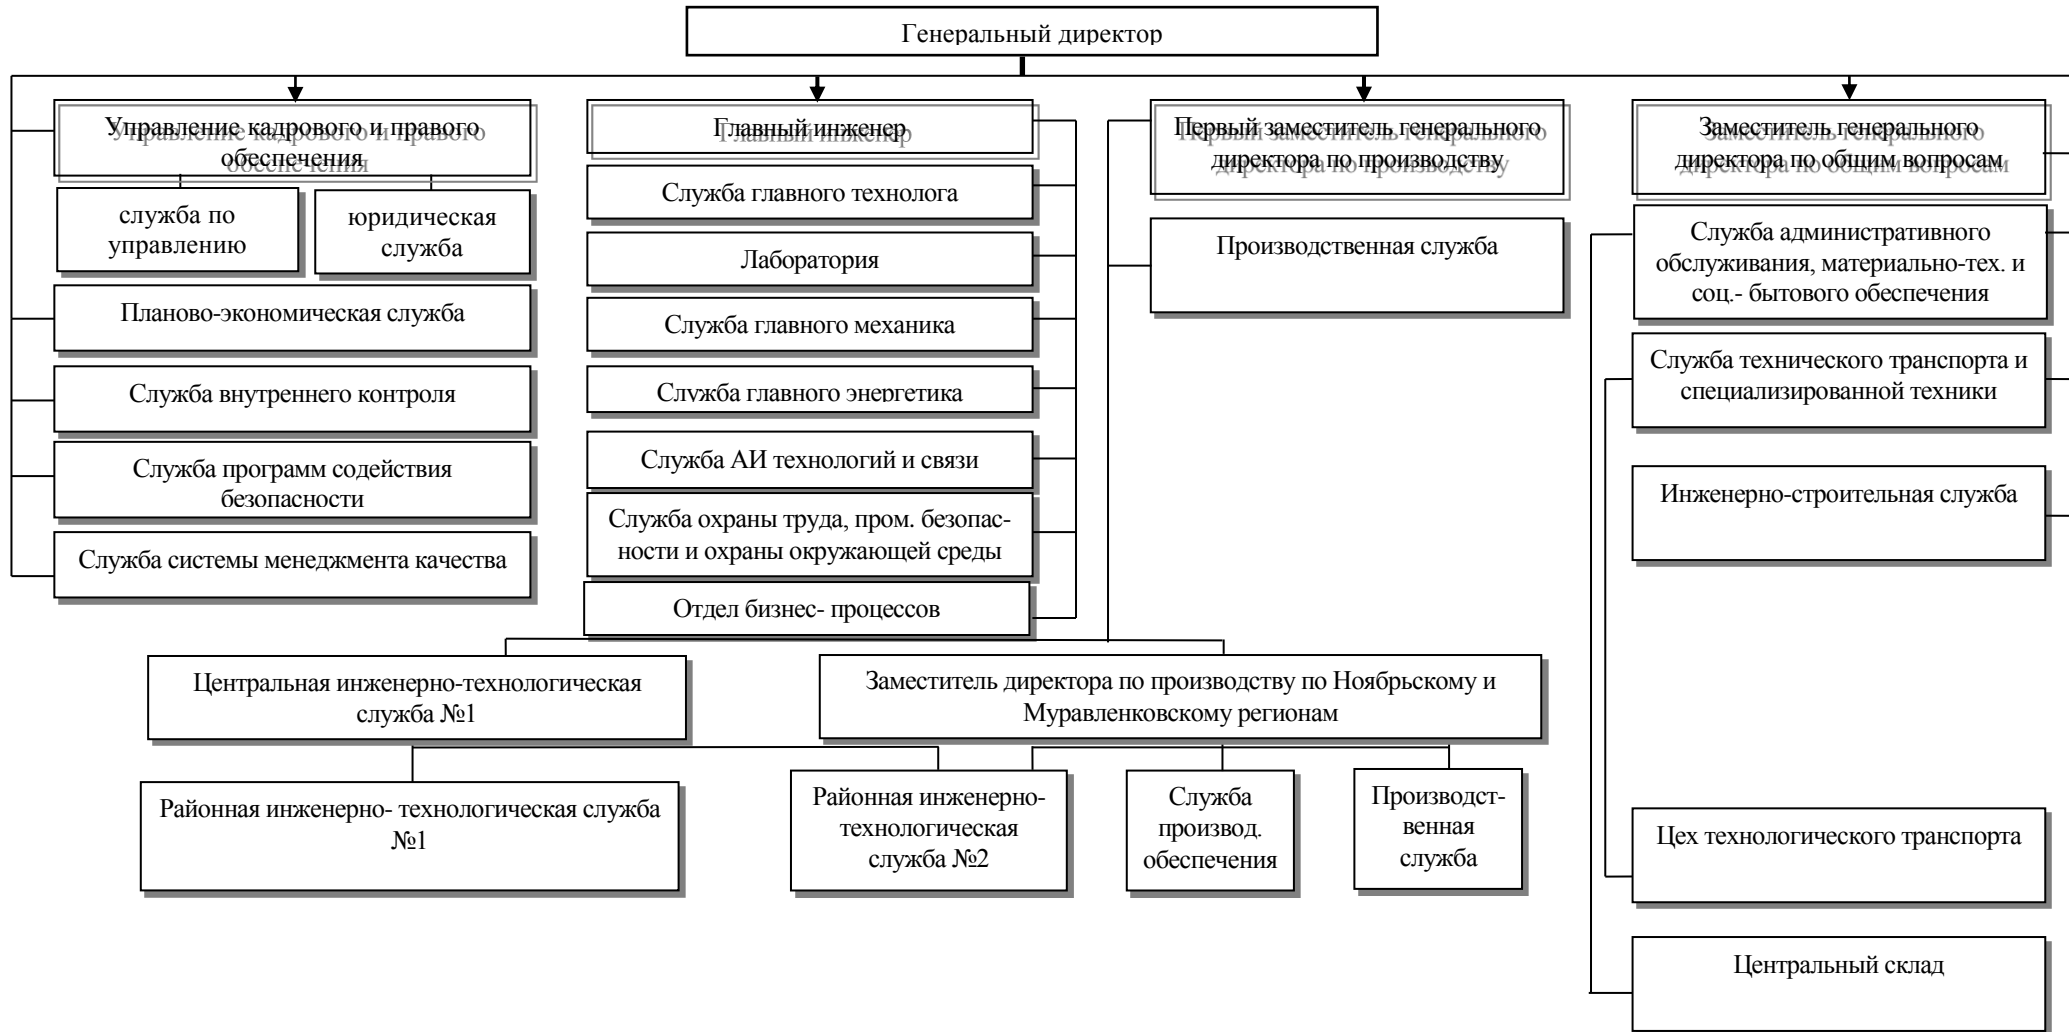 Генеральный директор
Управление кадрового и правого
обеспечения
служба по
управлению
юридическая
служба
Планово-экономическая служба
Служба внутреннего контроля
Служба программ содействия
безопасности
Служба системы менеджмента качества
Главный инженер
Служба главного технолога
Лаборатория
Служба главного механика
Служба главного энергетика
Служба АИ технологий и связи
Служба охраны труда, пром. безопас-
ности и охраны окружающей среды
Отдел бизнес- процессов
Первый заместитель генерального
директора по производству
Производственная служба
Заместитель генерального
директора по общим вопросам
Служба административного
обслуживания, материально-тех. и
соц.- бытового обеспечения
Служба технического транспорта и
специализированной техники
Инженерно-строительная служба
Цех технологического транспорта
Центральный склад
Центральная инженерно-технологическая
служба №1
Заместитель директора по производству по Ноябрьскому и
Муравленковскому регионам
Районная инженерно- технологическая служба
№1
Районная инженерно-
технологическая
служба №2
Служба
производ.
обеспечения
Производст-
венная
служба